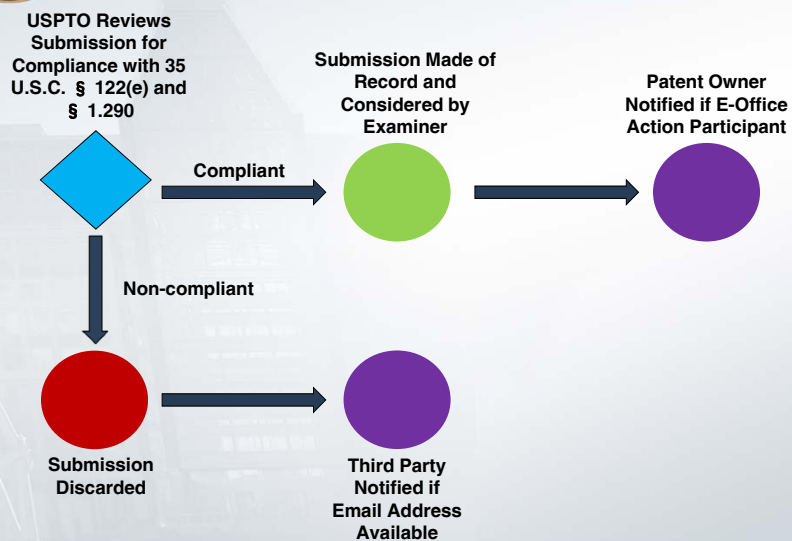 USPTO Reviews
Submission for
Compliance with 35
U.S.C. § 122(e) and
§ 1.290
Submission Made of
Record and
Considered by
Examiner
Patent Owner
Notified if E-Office
Action Participant
Compliant
Non-compliant
Submission
Discarded
Third Party
Notified if
Email Address
Available